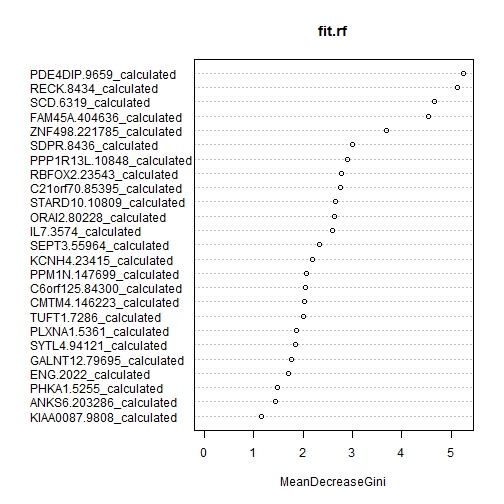 fit.rf
PDE4DIP.9659_calculated
RECK.8434_calculated
SCD.6319_calculated
FAM45A.404636_calculated
ZNF498.221785_calculated
SDPR.8436_calculated
PPP1R13L.10848_calculated
RBFOX2.23543_calculated
C21orf70.85395_calculated
STARD10.10809_calculated
ORAI2.80228_calculated
IL7.3574_calculated
SEPT3.55964_calculated
KCNH4.23415_calculated
PPM1N.147699_calculated
C6orf125.84300_calculated
CMTM4.146223_calculated
TUFT1.7286_calculated
PLXNA1.5361_calculated
SYTL4.94121_calculated
GALNT12.79695_calculated
ENG.2022_calculated
PHKA1.5255_calculated
ANKS6.203286_calculated
KIAA0087.9808_calculated
0 1 2 3 4 5
MeanDecreaseGini